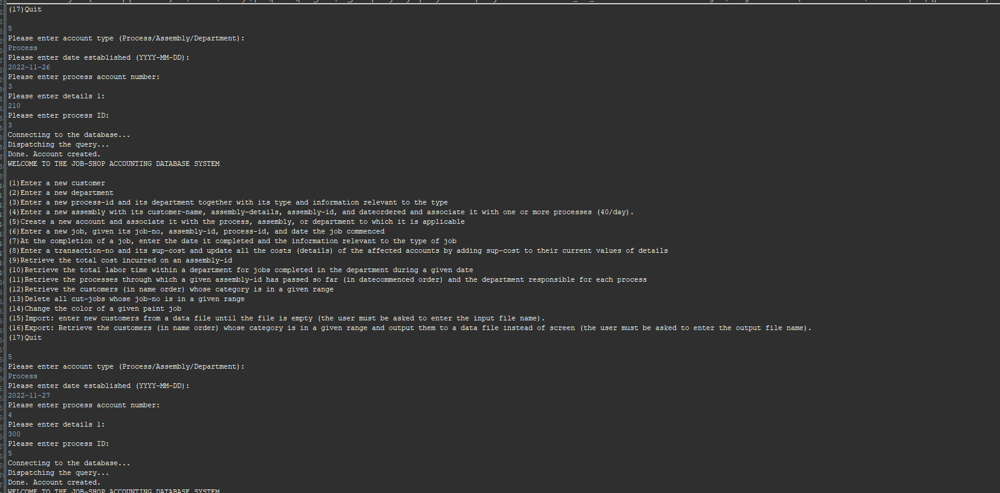 (17)Quit
5
Please enter account type (Process/Assembly/Department):
Process
Please enter date established (YYYY-MM-DD):
2022-11-26
Please enter process account number:
3
Please enter details 1:
210
Please enter process ID:
3
Connecting to the database...
Dispatching the query...
Done. Account created.
WELCOME TO THE JOB-SHOP ACCOUNTING DATABASE SYSTEM
(1)Enter a new customer
(2)Enter a new department
(3)Enter a new process-id and its department together with its type and information relevant to the type
(4)Enter a new assembly with its customer-name, assembly-details, assembly-id, and dateordered and associate it with one or more processes (40/day).
(5)Create a new account and associate it with the process, assembly, or department to which it is applicable
(6)Enter a new job, given its job-no, assembly-id, process-id, and date the job commenced
(7)At the completion of a job, enter the date it completed and the information relevant to the type of job
(8)Enter a transaction-no and its sup-cost and update all the costs (details) of the affected accounts by adding sup-cost to their current values of details
(9)Retrieve the total cost incurred on an assembly-id
(10)Retrieve the total labor time within a department for jobs completed in the department during a given date
(11)Retrieve the processes through which a given assembly-id has passed so far (in datecommenced order) and the department responsible for each process
(12)Retrieve the customers (in name order) whose category is in a given range
(13)Delete all cut-jobs whose job-no is in a given range
(14)Change the color of a given paint job
(15)Import: enter new customers from a data file until the file is empty (the user must be asked to enter the input file name).
(16)Export: Retrieve the customers (in name order) whose category is in a given range and output them to a data file instead of screen (the user must be asked to enter the output file name).
(17)Quit
5
Please enter account type (Process/Assembly/Department):
Process
Please enter date established (YYYY-MM-DD):
2022-11-27
Please enter process account number:
4
Please enter details 1:
300
Please enter process ID:
5
Connecting to the database...
Dispatching the query...
Done. Account created.
WELCOME TO THE JOB-SHOP ACCOUNTING DATABASE SYSTEM